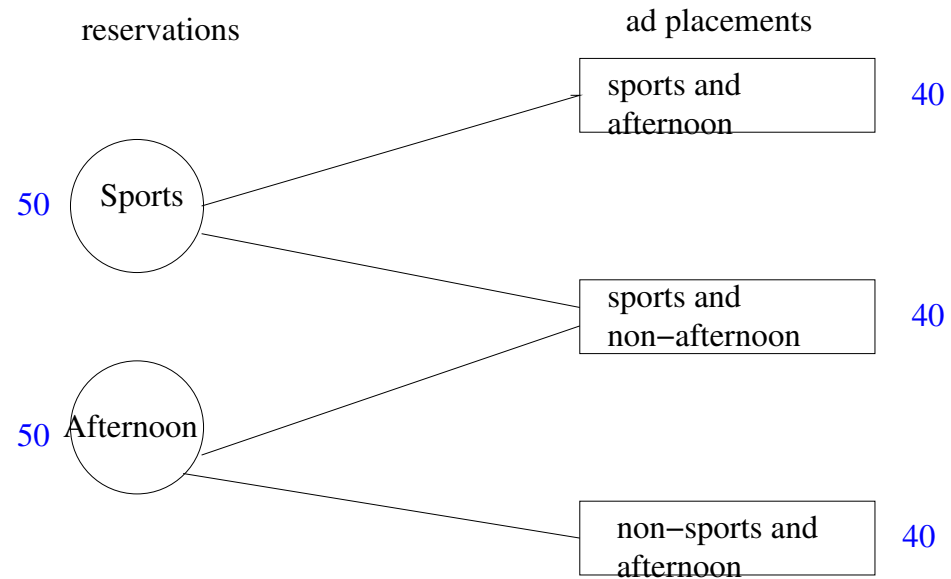 reservations
ad placements
sports and
afternoon
40
50
Sports
sports and
non−afternoon
40
50
Afternoon
non−sports and
afternoon
40